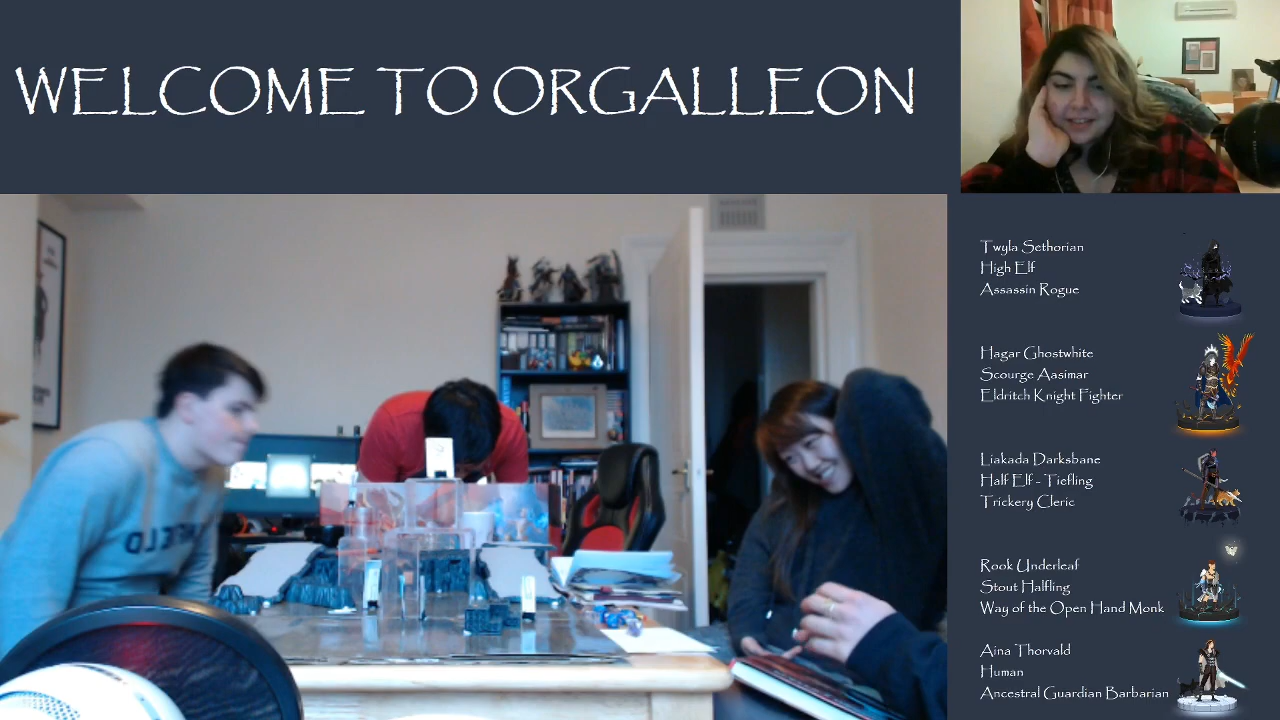 WELCOME TO ORGALLEON
Twyla Sethorian
High Elf
Assassin Rogue
Hagar Ghostwhite
Scourge Aasimar
Eldritch Knight Fighter
Liakada Darksbane
Half Elf - Tiefling
Trickery Cleric
Rook Underleaf
Stout Halfling
Way of the Open Hand Monk
Aina Thorvald
Human
Ancestral Guardian Barbarian